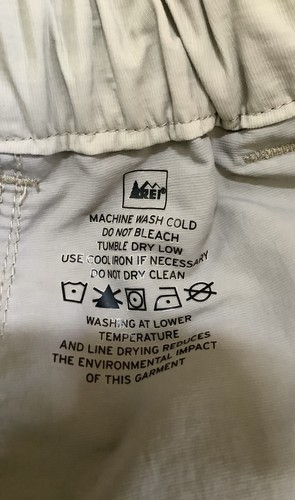 REI®
MACHINE WASH COLD
DO NOT BLEACH
TUMBLE DRY LOW
USE COOL IRON IF NECESSARY
DO NOT DRY CLEAN
WASHING AT LOWER
TEMPERATURE
AND LINE DRYING REDUCES
THE ENVIRONMENTAL IMPACT
OF THIS GARMENT